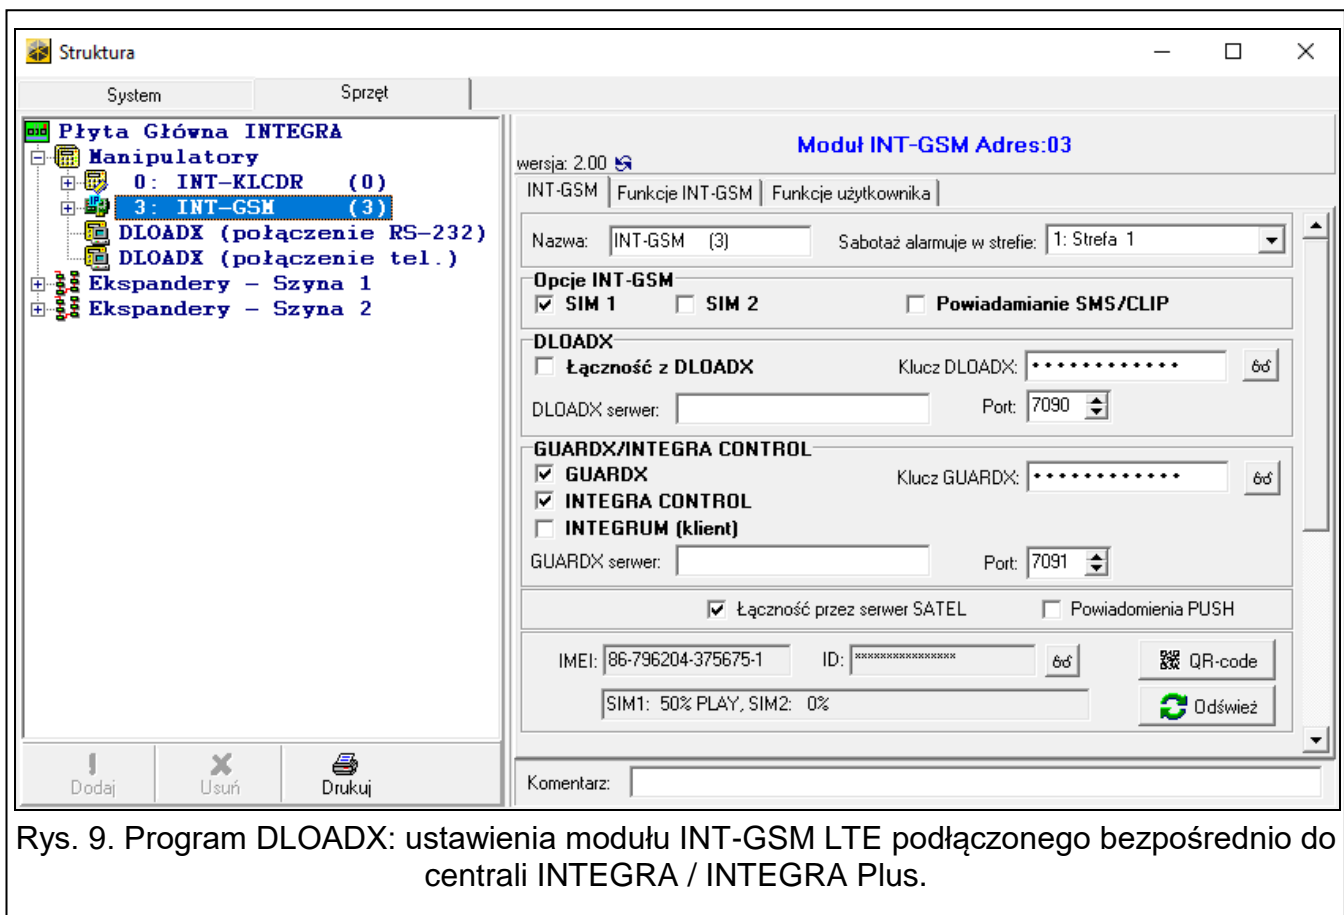 Struktura
System Sprzęt
Płyta Główna INTEGRA
Manipulatory
0: INT-KLCDR (0)
3: INT-GSM (3)
DLOADX (połączenie RS-232)
DLOADX (połączenie tel.)
Ekspandery - Szyna 1
Ekspandery - Szyna 2
Dodaj Usuń Drukuj
Moduł INT-GSM Adres:03
wersja: 2.00
INT-GSM Funkcje INT-GSM Funkcje użytkownika
Nazwa: INT-GSM (3) Sabotaż alarmuje w strefie: 1: Strefa 1
Opcje INT-GSM
SIM 1 SIM 2 Powiadamianie SMS/CLIP
DLOADX
Łączność z DLOADX Klucz DLOADX: ••••••••••••
DLOADX serwer: Port: 7090
GUARDX/INTEGRA CONTROL
GUARDX Klucz GUARDX: ••••••••••••
INTEGRA CONTROL
INTEGRUM (klient)
GUARDX serwer: Port: 7091
Łączność przez serwer SATEL Powiadomienia PUSH
IMEI: 86-796204-375675-1 ID: **************** QR-code
SIM1: 50% PLAY, SIM2: 0% Odśwież
Komentarz:
Rys. 9. Program DLOADX: ustawienia modułu INT-GSM LTE podłączonego bezpośrednio do
centrali INTEGRA / INTEGRA Plus.